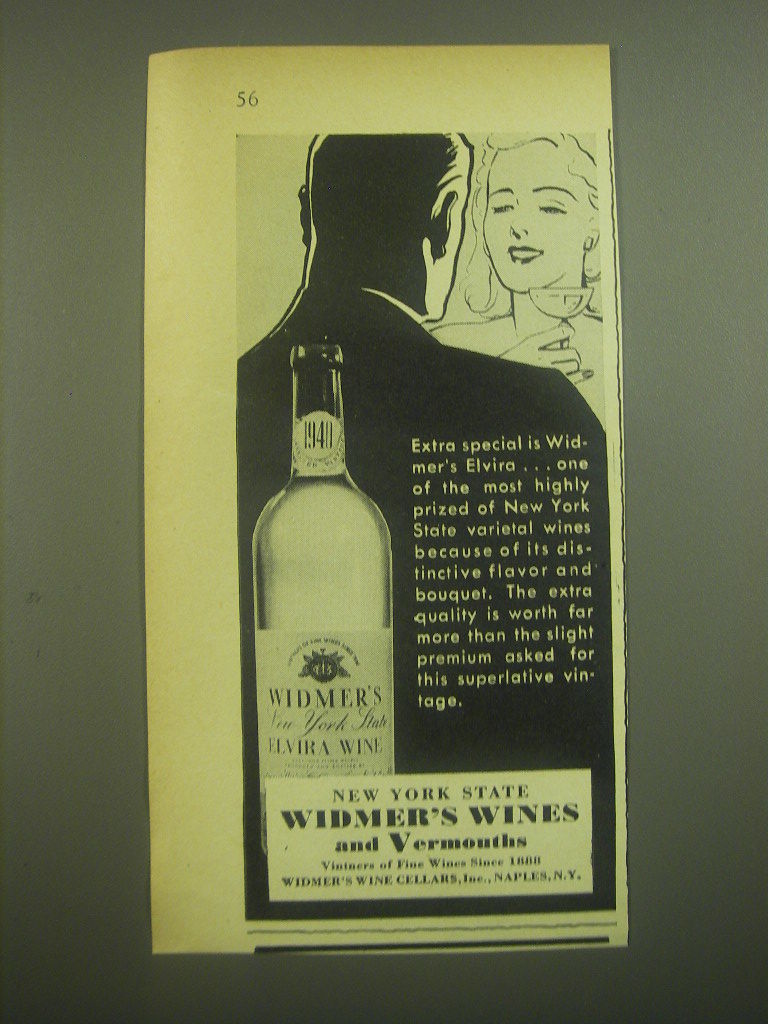 56
1940
Extra special is Wid-
mer's Elvira . . . one
of the most highly
prized of New York
State varietal wines
because of its dis-
tinctive flavor and
bouquet. The extra
quality is worth far
more than the slight
premium asked for
this superlative vin-
tage.
WIDMER'S
New York State
ELVIRA WINE
NEW YORK STATE
WIDMER'S WINES
and Vermouths
Vintners of Fine Wines Since 1888
WIDMER'S WINE CELLARS, Inc., NAPLES, N.Y.